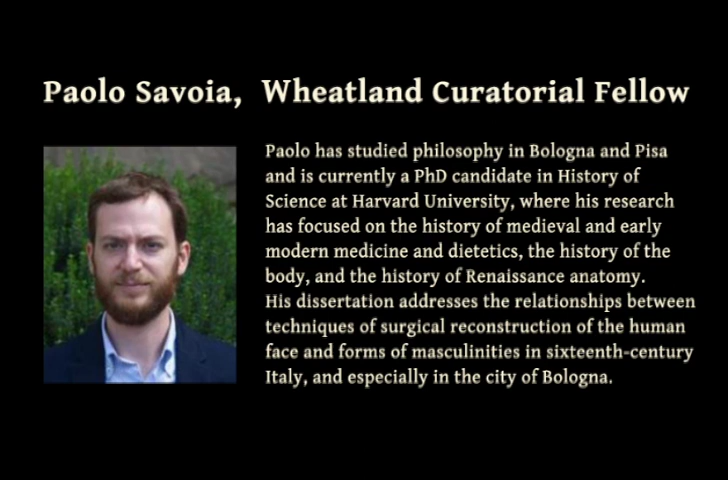 Paolo Savoia, Wheatland Curatorial Fellow
Paolo has studied philosophy in Bologna and Pisa
and is currently a PhD candidate in History of
Science at Harvard University, where his research
has focused on the history of medieval and early
modern medicine and dietetics, the history of the
body, and the history of Renaissance anatomy.
His dissertation addresses the relationships between
techniques of surgical reconstruction of the human
face and forms of masculinities in sixteenth-century
Italy, and especially in the city of Bologna.